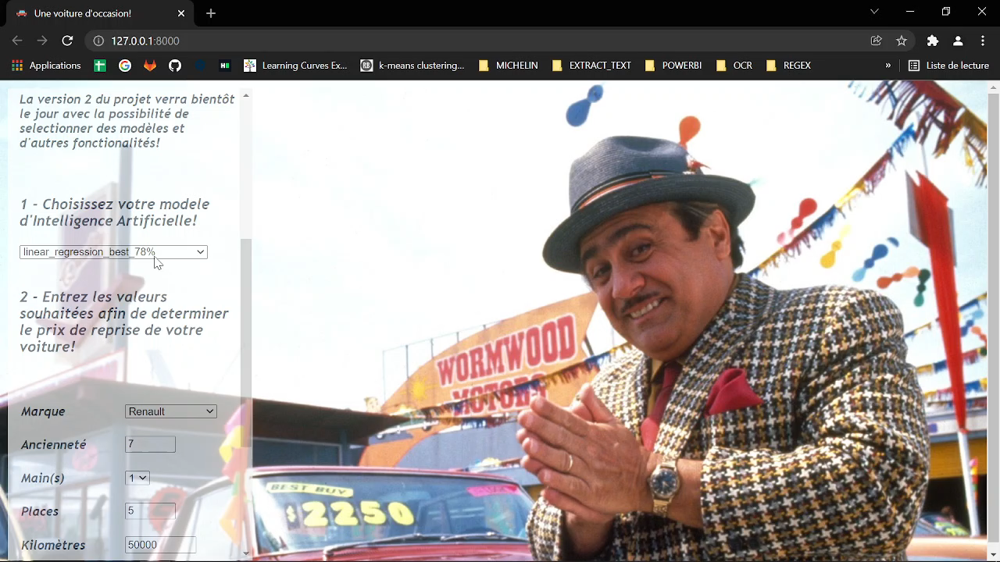 Une voiture d'occasion!
127.0.0.1:8000
Applications
Learning Curves Ex...
k-means clustering...
MICHELIN
EXTRACT_TEXT
POWERBI
OCR
REGEX
»
Liste de lecture
La version 2 du projet verra bientôt
le jour avec la possibilité de
selectionner des modèles et
d'autres fonctionalités!
1 - Choisissez votre modele
d'Intelligence Artificielle!
linear_regression_best_78%
2 - Entrez les valeurs
souhaitées afin de determiner
le prix de reprise de votre
voiture!
Marque Renault
Ancienneté 7
Main(s) 1
Places 5
Kilomètres 50000
WORMWOOD
MOTORS
BEST BUY
$2250